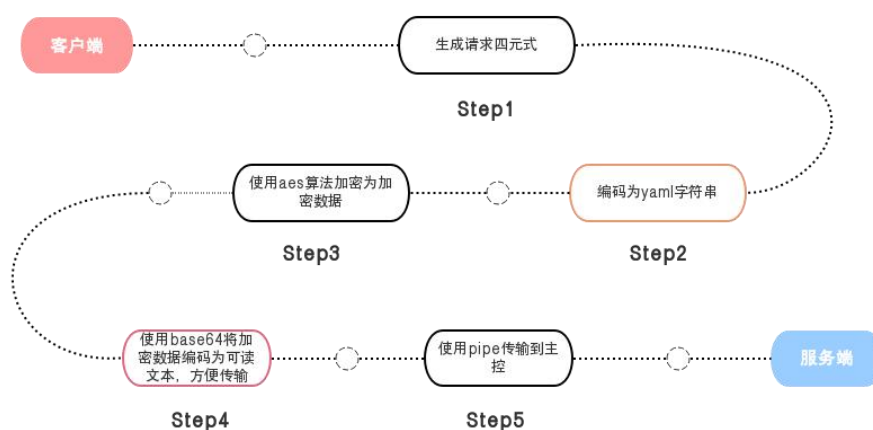 客户端
生成请求四元式
Step1
使用aes算法加密为加
密数据
编码为yaml字符串
Step3
Step2
使用base64将加
密数据编码为可读
文本，方便传输
使用pipe传输到主
控
服务端
Step4
Step5